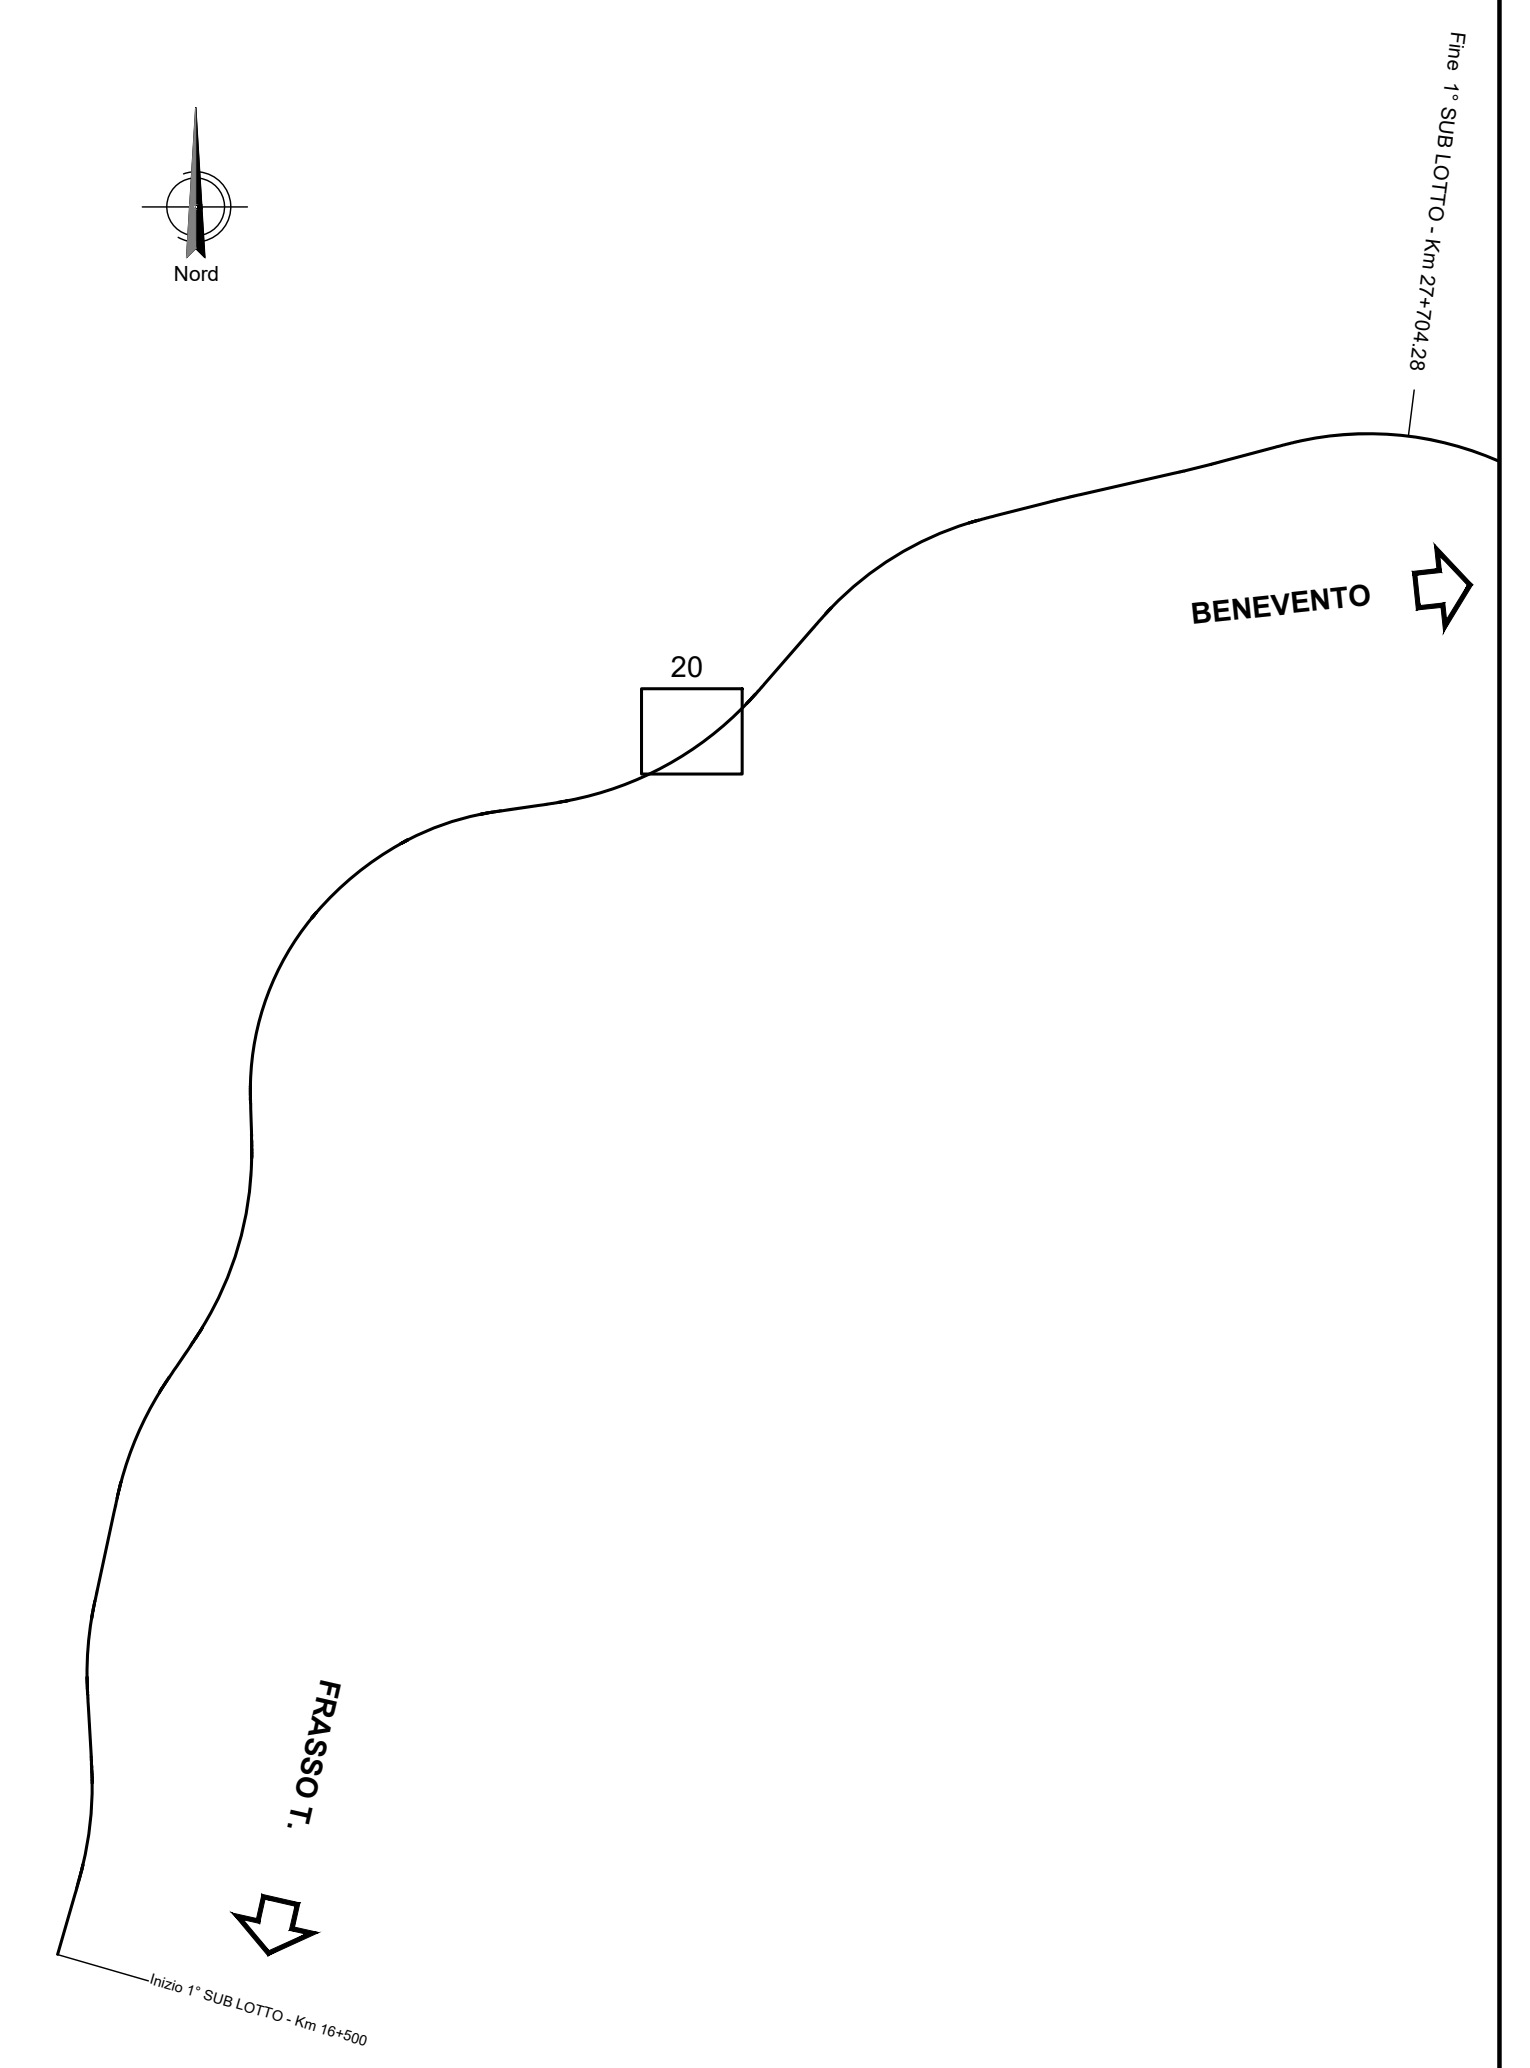 Fine 1° SUB LOTTO - Km 27+704.28
Nord
BENEVENTO
20
FRASSO T.
Inizio 1° SUB LOTTO - Km 16+500